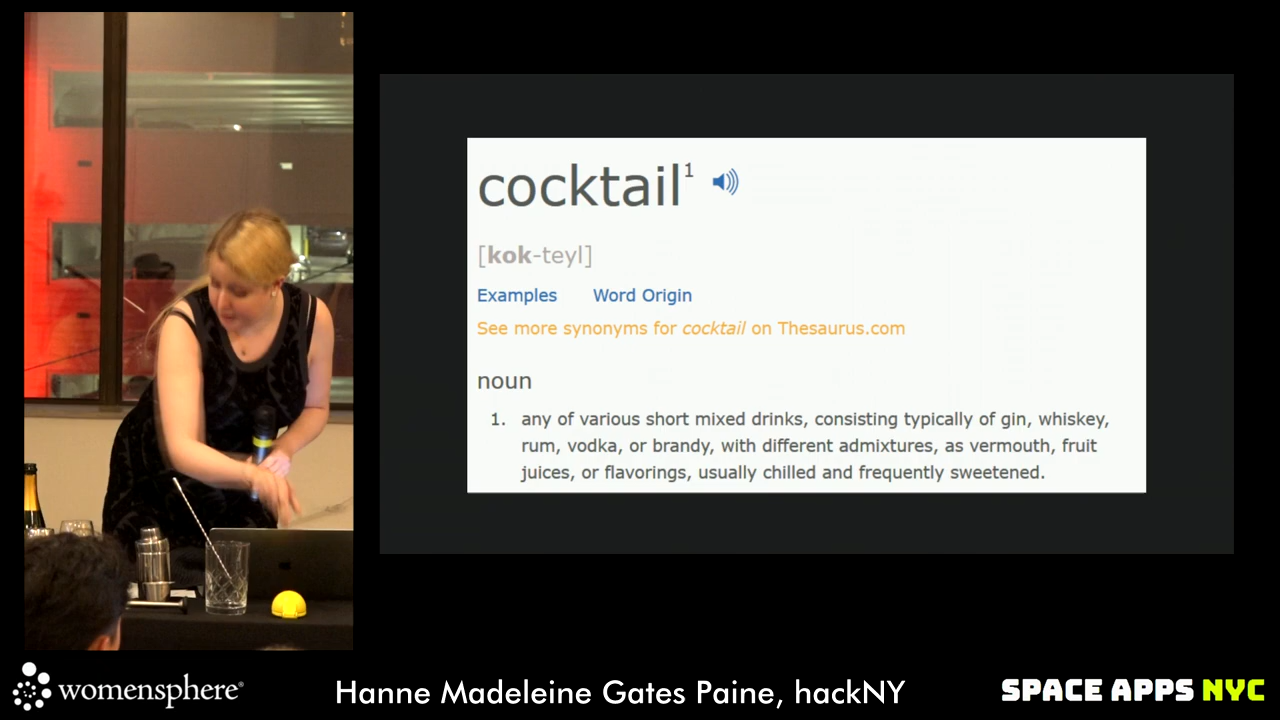 cocktail1
[kok-teyl]
Examples Word Origin
See more synonyms for cocktail on Thesaurus.com
noun
1. any of various short mixed drinks, consisting typically of gin, whiskey,
rum, vodka, or brandy, with different admixtures, as vermouth, fruit
juices, or flavorings, usually chilled and frequently sweetened.
womensphere®
Hanne Madeleine Gates Paine, hackNY
SPACE APPS NYC